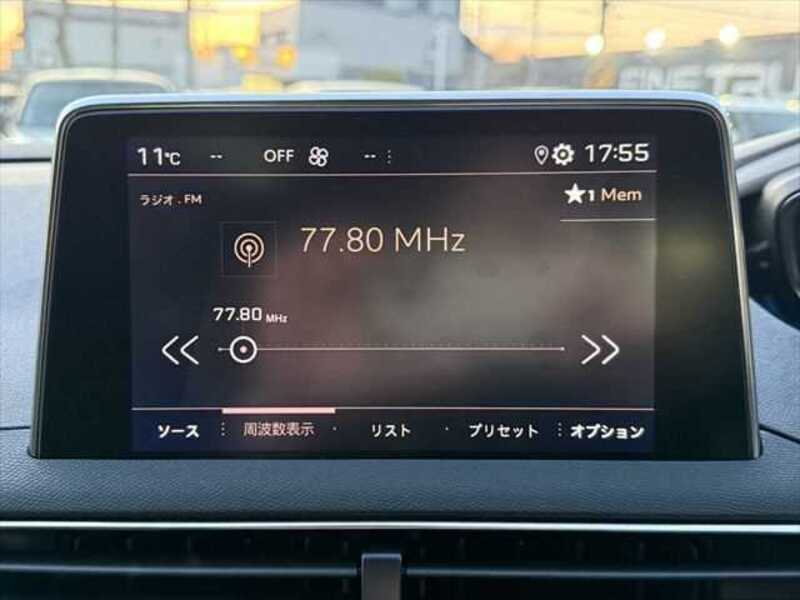 11°C -- OFF -- 17:55
ラジオ . FM
★1 Mem
77.80 MHz
77.80 MHz
ソース 周波数表示 リスト プリセット オプション